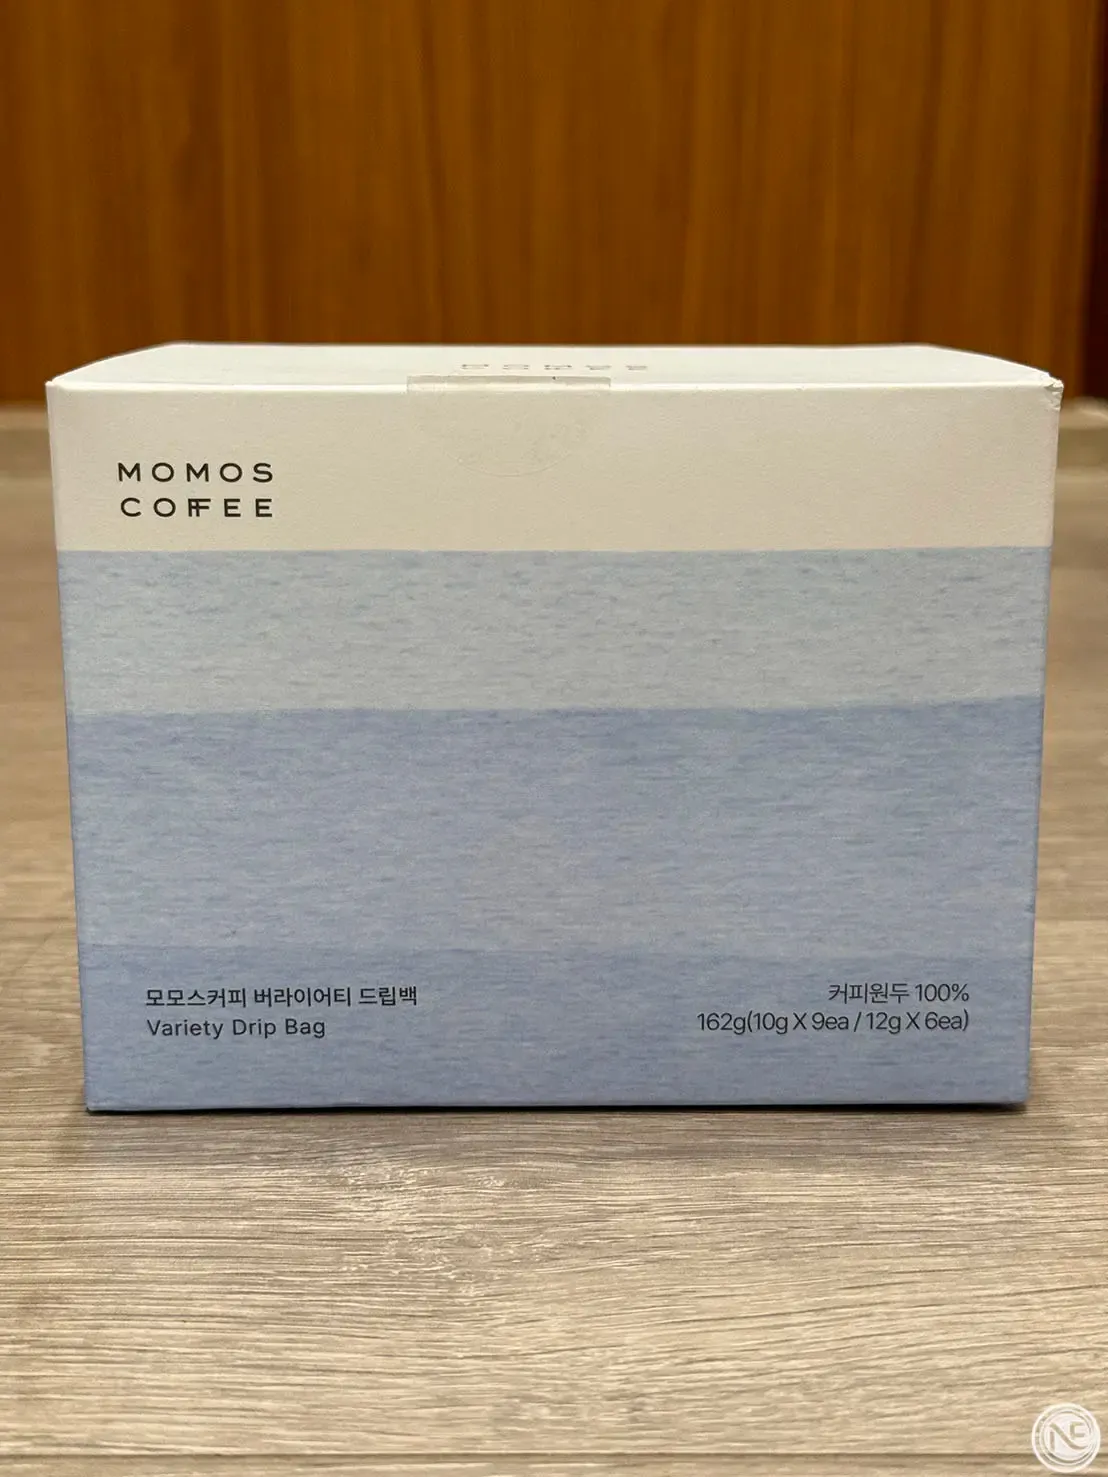 MOMOS
COFFEE
모모스커피 버라이어티 드립백
Variety Drip Bag
커피원두 100%
162g(10g X 9ea / 12g X 6ea)